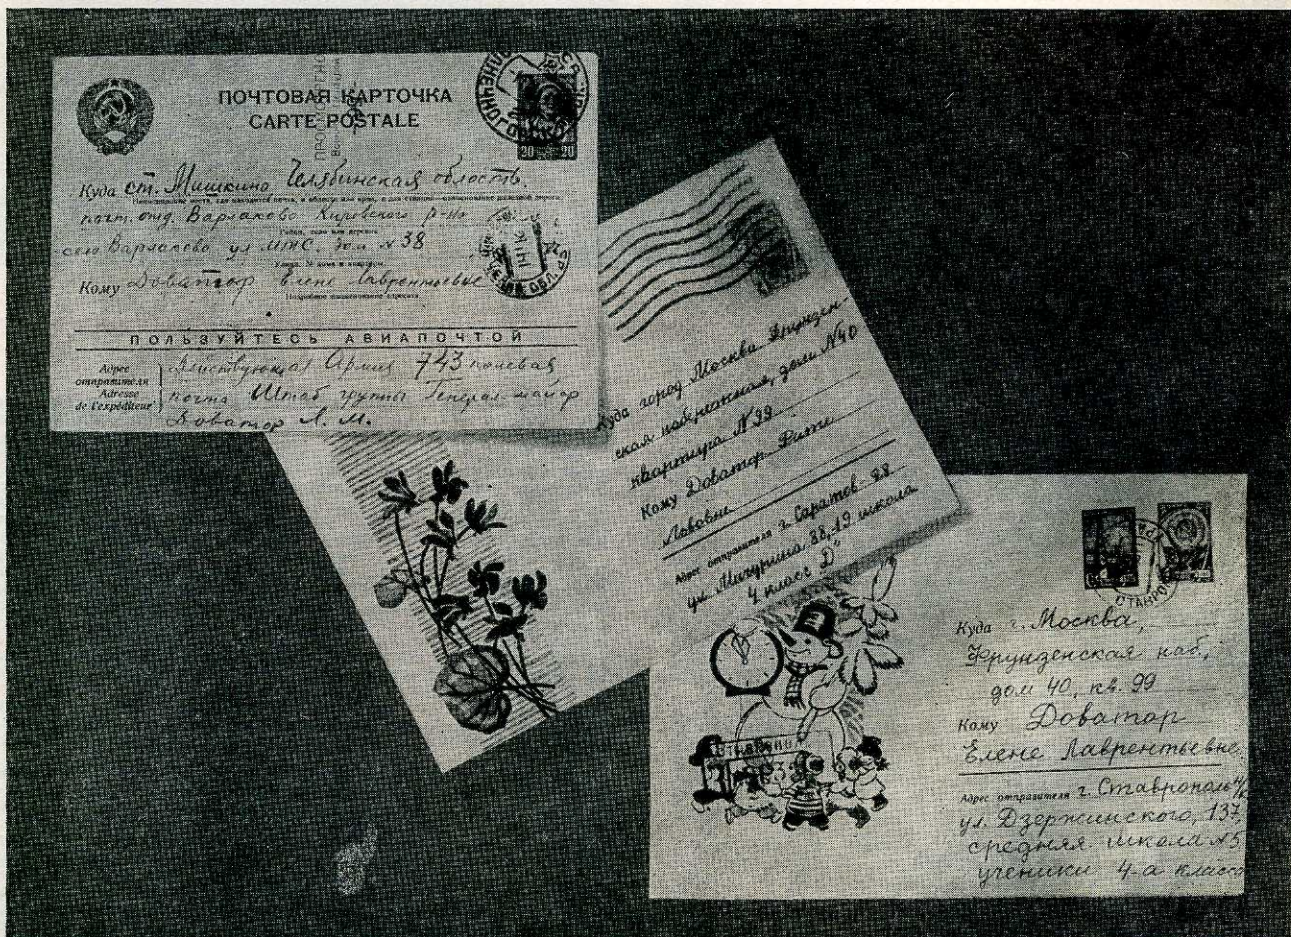 ПОЧТОВАЯ КАРТОЧКА
CARTE POSTALE
20 20
Куда ст. Мишкино Челябинская область.
почт. отд. Варлаково Кировского р-на
село Варлаково ул МТС. дом № 38
Кому Доватор Елене Лаврентьевне
ПОЛЬЗУЙТЕСЬ АВИАПОЧТОЙ
Адрес отправителя
Adresse de l'expéditeur
Действующая Армия 743 полевая
почта Штаб группы Генерал-майор
Доватор Л. М.
Куда город Москва Фрунзен-
ская набережная, дом №40
квартира №99
Кому Доватор Рите
Львовне
Адрес отправителя г. Саратов-28
ул. Мичурина 88, 19 школа
4 класс „Д"
Куда г. Москва,
Фрунзенская наб,
дом 40, кв. 99
Кому Доватор
Елене Лаврентьевне
Адрес отправителя г. Ставрополь
ул. Дзержинского, 137,
средняя школа №5
ученики 4-а класса